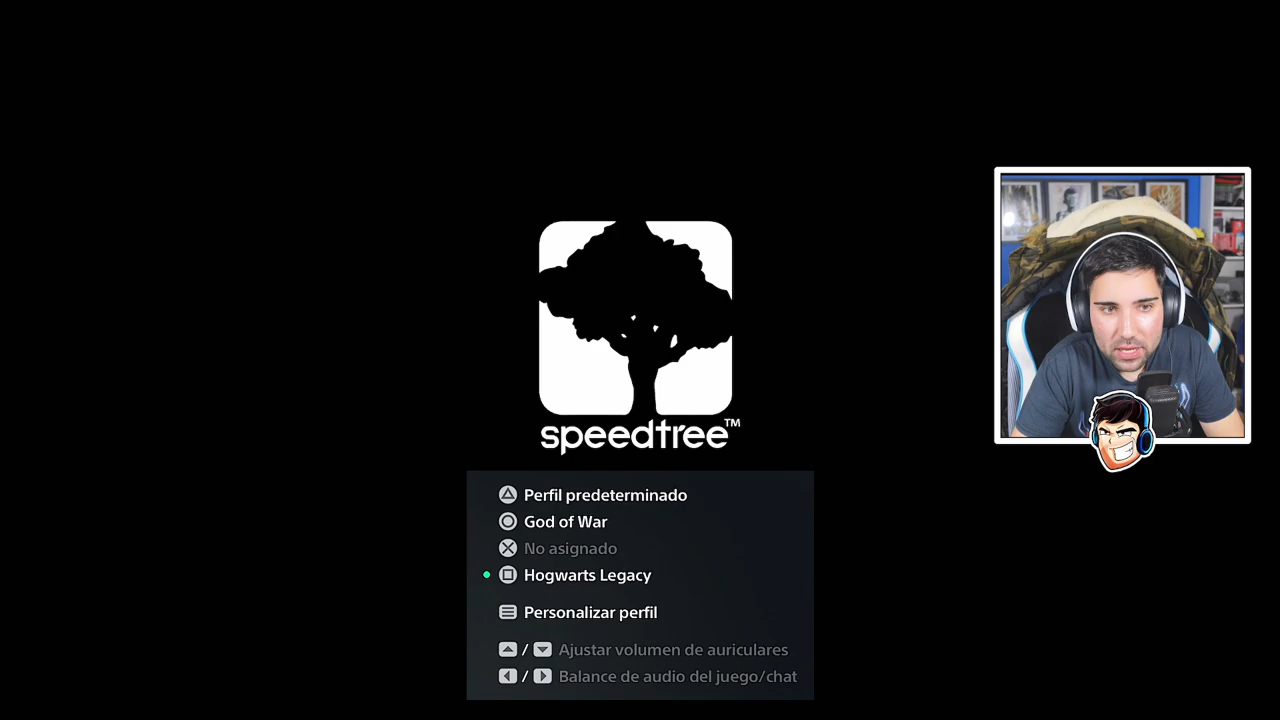 speedtree™
Perfil predeterminado
God of War
No asignado
Hogwarts Legacy
Personalizar perfil
/ Ajustar volumen de auriculares
/ Balance de audio del juego/chat